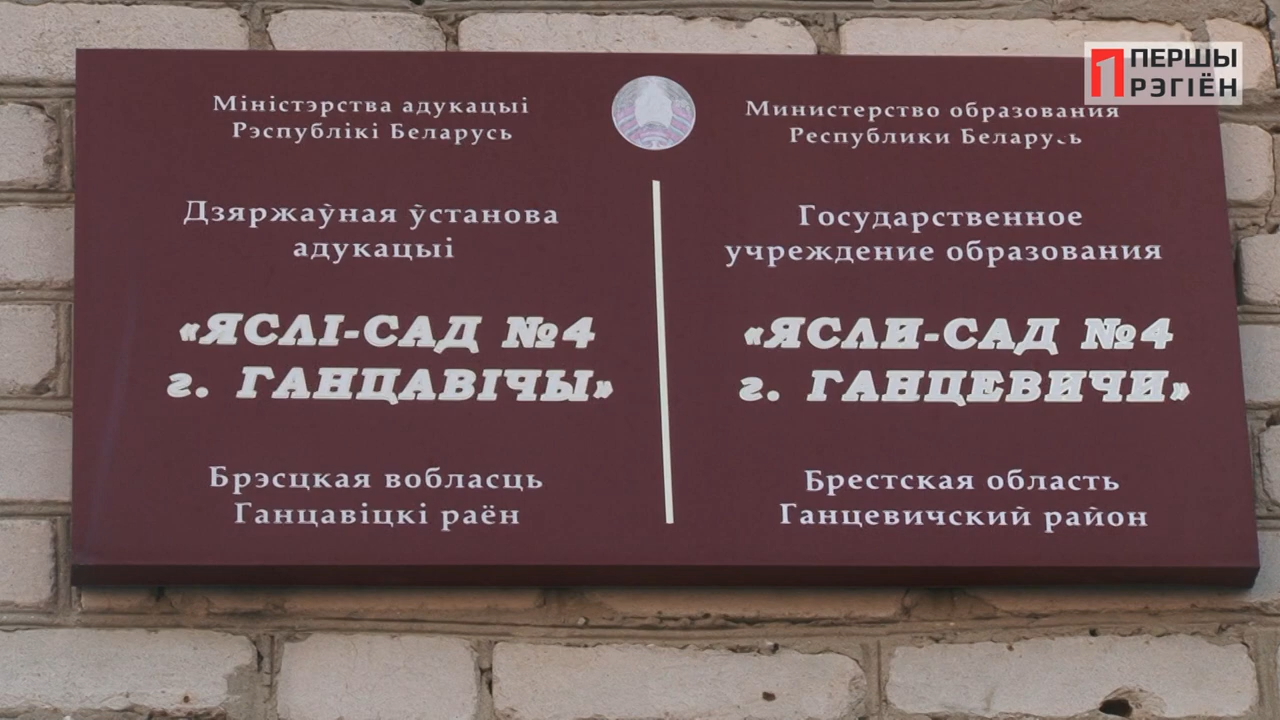 Міністэрства адукацыі
Рэспублікі Беларусь
Дзяржаўная ўстанова
адукацыі
«ЯСЛІ-САД №4
г. ГАНЦАВІЧЫ»
Брэсцкая вобласць
Ганцавіцкі раён
Министерство образования
Республики Беларусь
Государственное
учреждение образования
«ЯСЛИ-САД №4
г. ГАНЦЕВИЧИ»
Брестская область
Ганцевичский район
1 ПЕРШЫ
РЭГІЁН